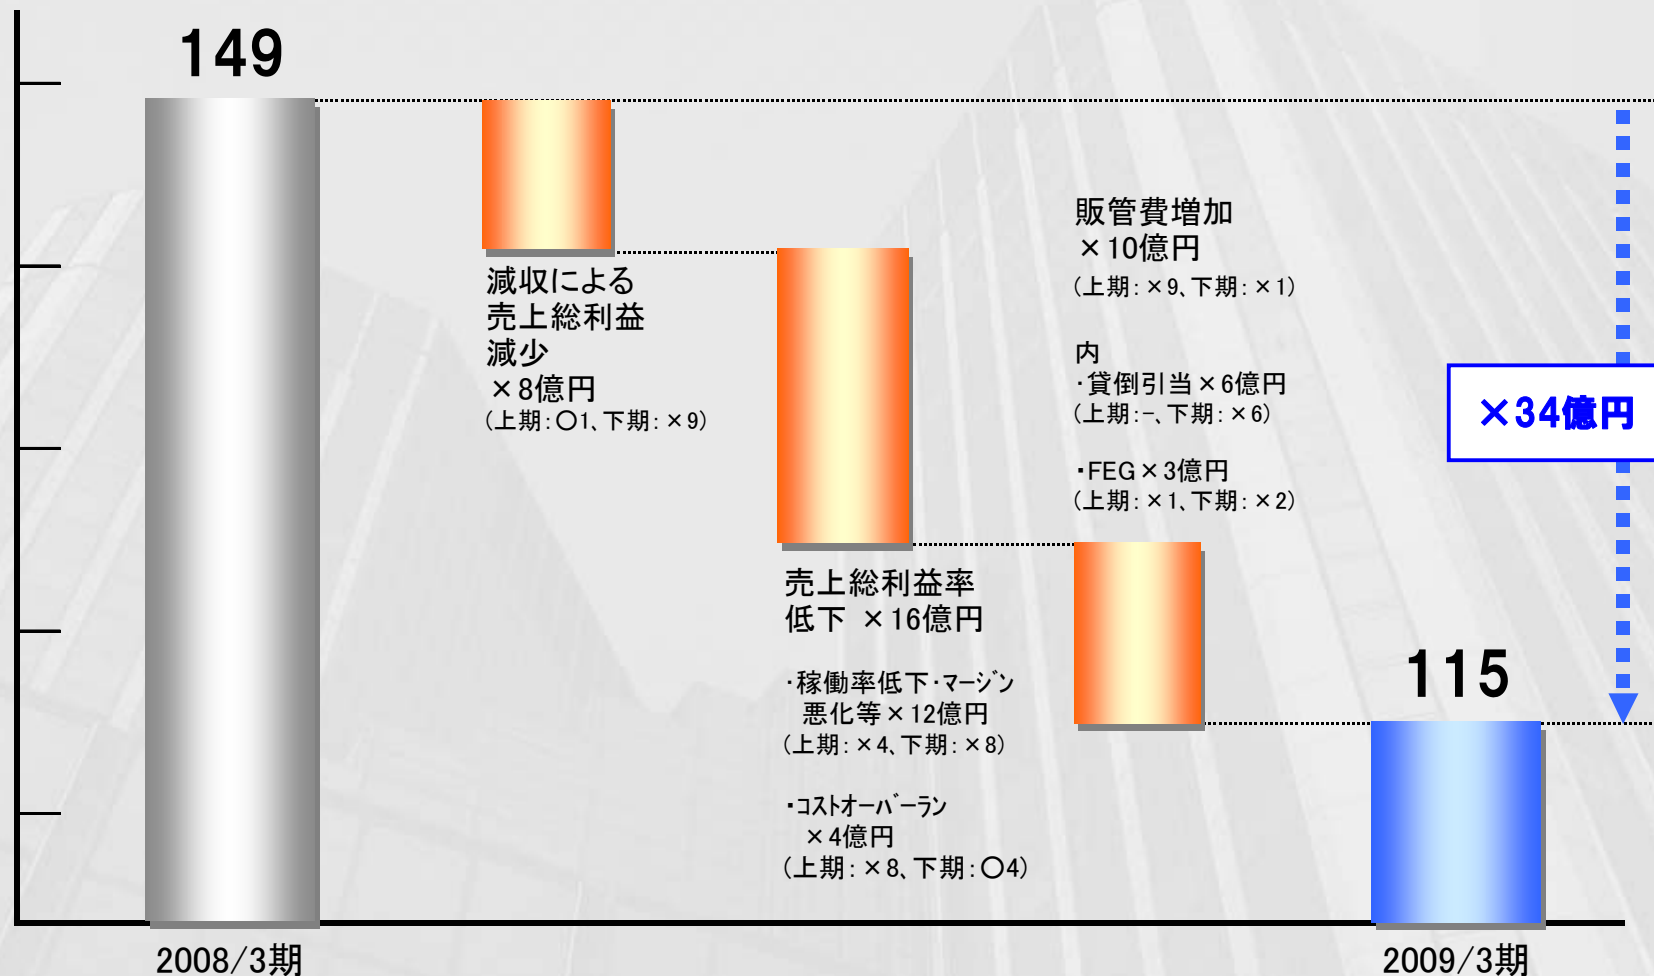 149
減収による
売上総利益
減少
×8億円
(上期:○1、下期:×9)
売上総利益率
低下 ×16億円
・稼働率低下・マージン
悪化等×12億円
(上期:×4、下期:×8)
・コストオーバーラン
×4億円
(上期:×8、下期:○4)
販管費増加
×10億円
(上期:×9、下期:×1)
内
・貸倒引当×6億円
(上期:-、下期:×6)
・FEG×3億円
(上期:×1、下期:×2)
×34億円
115
2008/3期
2009/3期